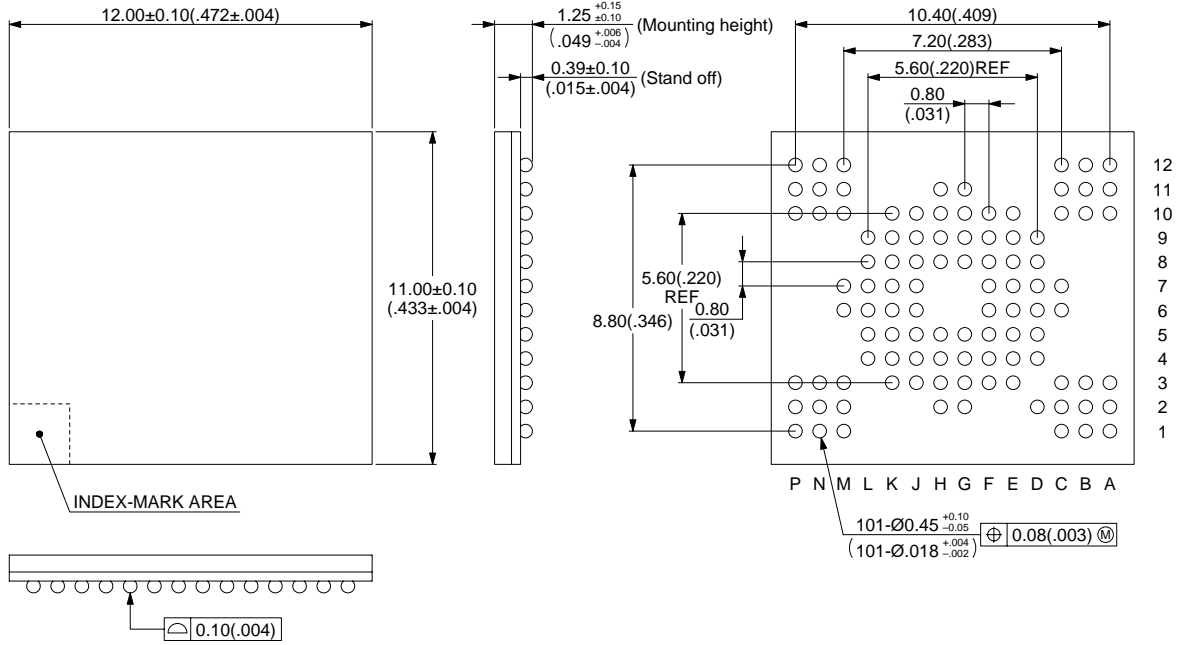 12.00±0.10(.472±.004)
1.25 +0.15 ±0.10 (Mounting height)
(.049 +.006 –.004)
0.39±0.10 (Stand off)
(.015±.004)
10.40(.409)
7.20(.283)
5.60(.220)REF
0.80
(.031)
11.00±0.10
(.433±.004)
5.60(.220)
REF
0.80
(.031)
8.80(.346)
12
11
10
9
8
7
6
5
4
3
2
1
P N M L K J H G F E D C B A
INDEX-MARK AREA
101-Ø0.45 +0.10 –0.05
(101-Ø.018 +.004 –.002)
⌖ 0.08(.003) Ⓜ
⌓ 0.10(.004)